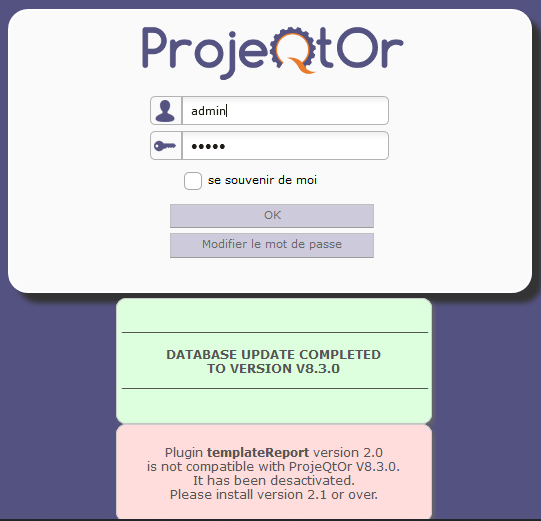 ProjeQtOr
admin
se souvenir de moi
OK
Modifier le mot de passe
DATABASE UPDATE COMPLETED
TO VERSION V8.3.0
Plugin templateReport version 2.0
is not compatible with ProjeQtOr V8.3.0.
It has been desactivated.
Please install version 2.1 or over.